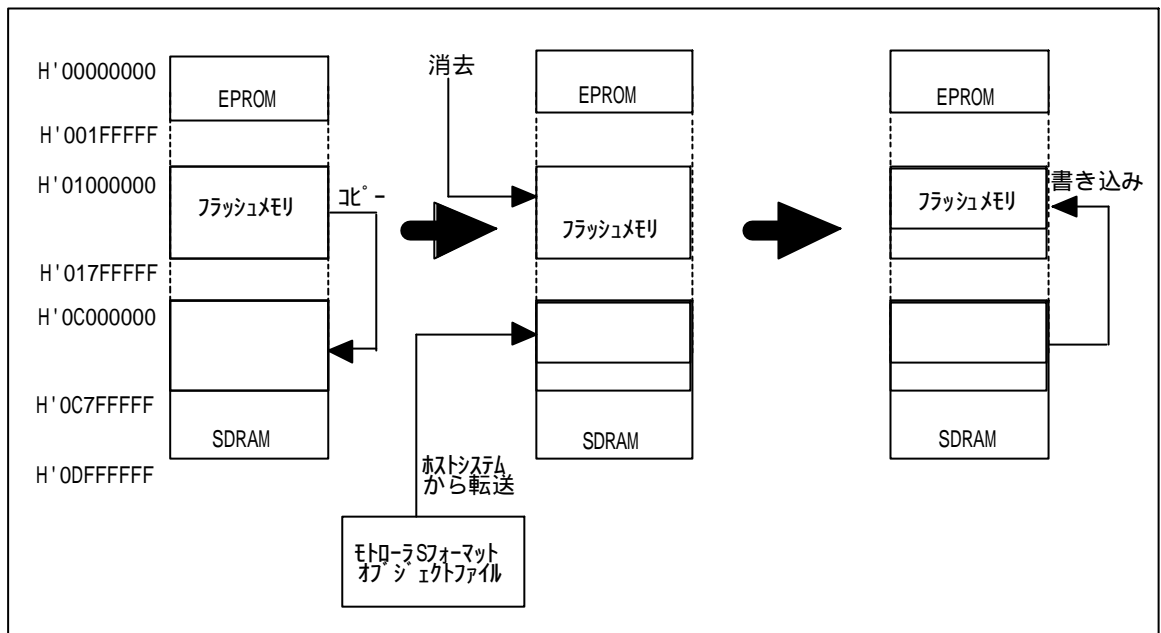 H'00000000
EPROM
H'001FFFFF
H'01000000
フラッシュメモリ
コピー
H'017FFFFF
H'0C000000
H'0C7FFFFF
SDRAM
H'0DFFFFFF
消去
EPROM
フラッシュメモリ
SDRAM
ホストシステム
から転送
モトローラSフォーマット
オブジェクトファイル
EPROM
フラッシュメモリ
書き込み
SDRAM